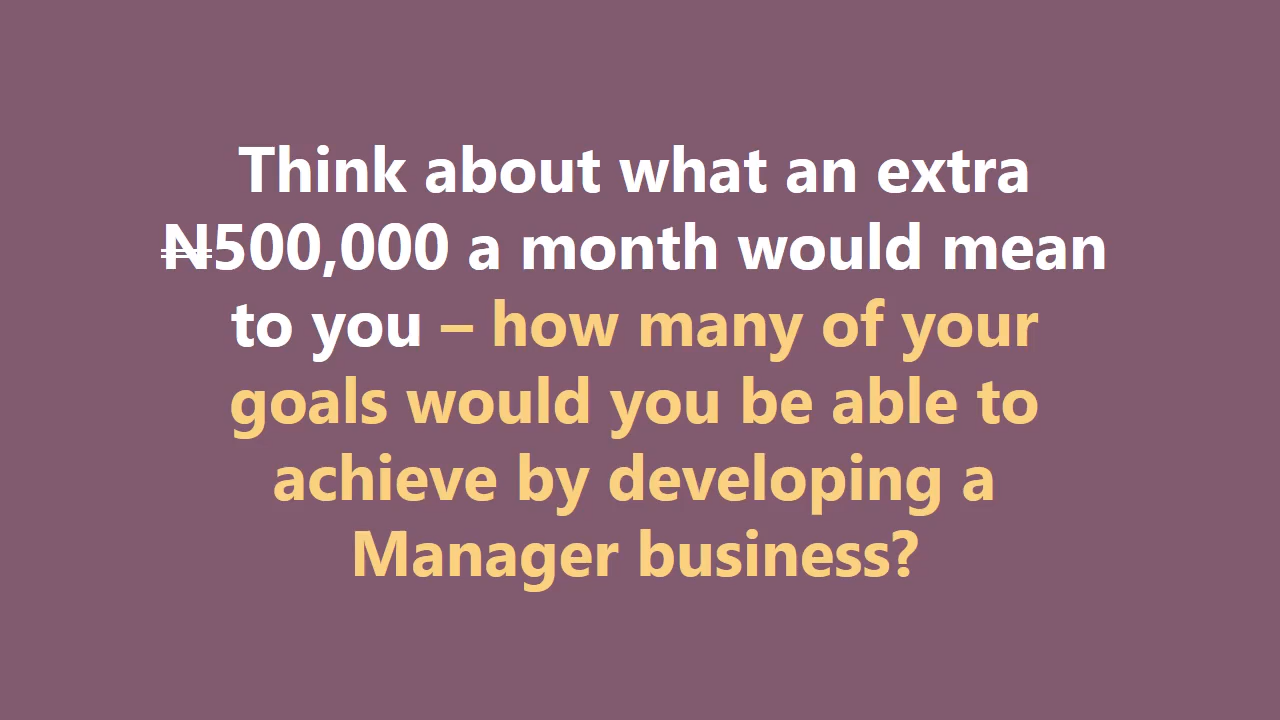 Think about what an extra
₦500,000 a month would mean
to you – how many of your
goals would you be able to
achieve by developing a
Manager business?